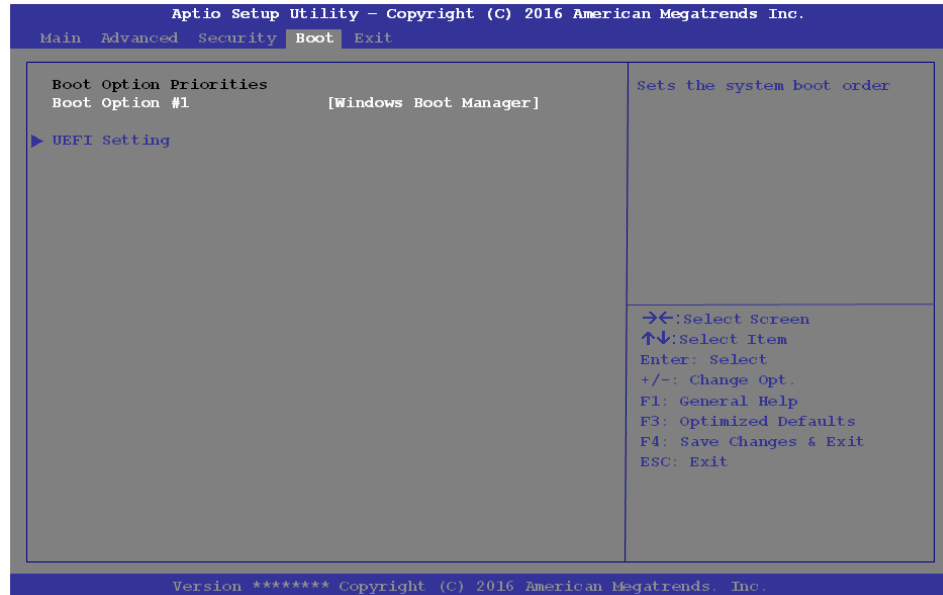 Aptio Setup Utility – Copyright (C) 2016 American Megatrends Inc.
Main Advanced Security Boot Exit
Boot Option Priorities
Boot Option #1 [Windows Boot Manager]
▶ UEFI Setting
Sets the system boot order
→←:Select Screen
↑↓:Select Item
Enter: Select
+/-: Change Opt.
F1: General Help
F3: Optimized Defaults
F4: Save Changes & Exit
ESC: Exit
Version ******** Copyright (C) 2016 American Megatrends. Inc.